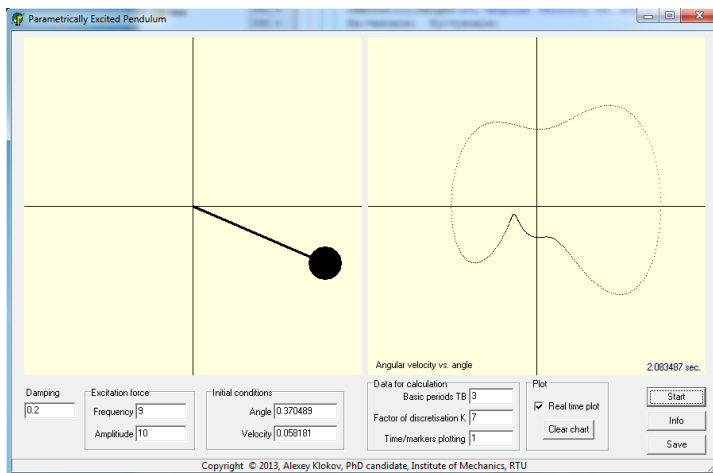 Parametrically Excited Pendulum
Angular velocity vs. angle
2.083487 sec.
Damping
0.2
Excitation force
Frequency 9
Amplitiude 10
Initial conditions
Angle 0.370489
Velocity 0.058181
Data for calculation
Basic periods TB 3
Factor of discretisation K 7
Time/markers plotting 1
Plot
Real time plot
Clear chart
Start
Info
Save
Copyright © 2013, Alexey Klokov, PhD candidate, Institute of Mechanics, RTU